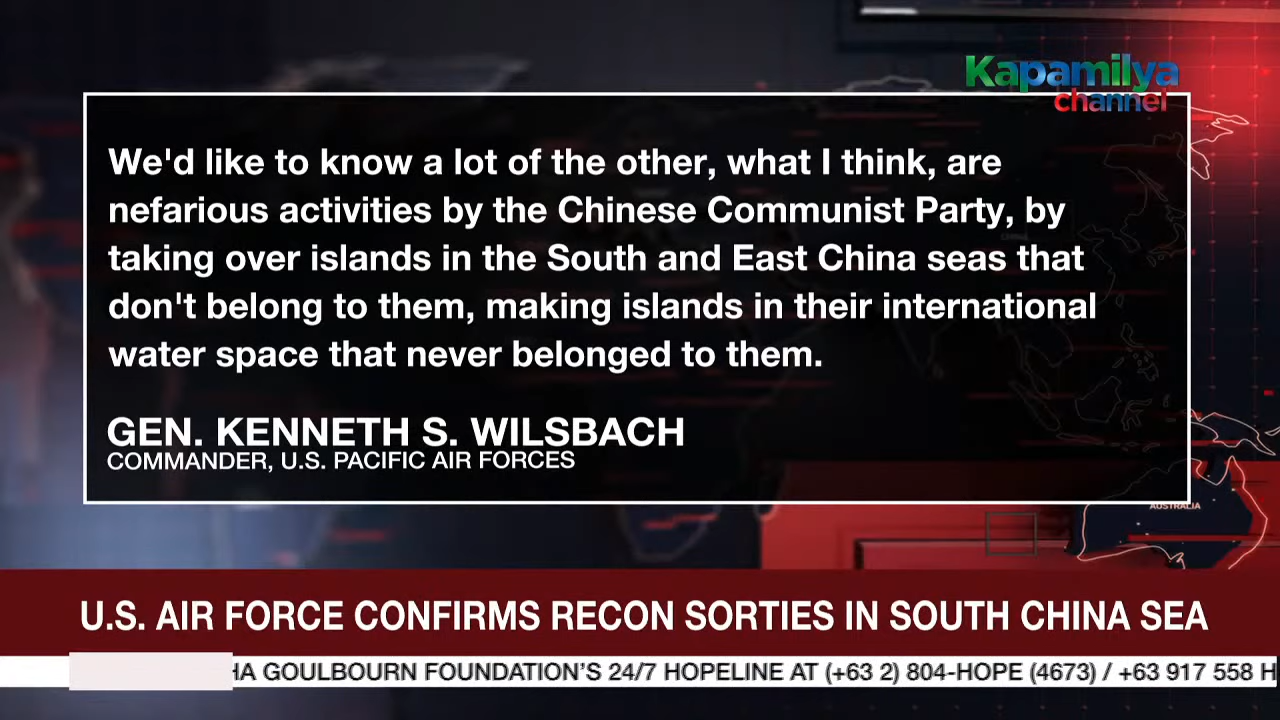 Kapamilya
channel
We'd like to know a lot of the other, what I think, are
nefarious activities by the Chinese Communist Party, by
taking over islands in the South and East China seas that
don't belong to them, making islands in their international
water space that never belonged to them.
GEN. KENNETH S. WILSBACH
COMMANDER, U.S. PACIFIC AIR FORCES
AUSTRALIA
U.S. AIR FORCE CONFIRMS RECON SORTIES IN SOUTH CHINA SEA
HA GOULBOURN FOUNDATION'S 24/7 HOPELINE AT (+63 2) 804-HOPE (4673) / +63 917 558 H